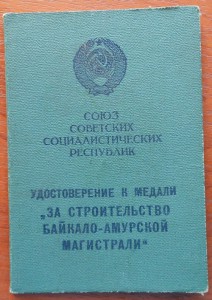 СОЮЗ
СОВЕТСКИХ
СОЦИАЛИСТИЧЕСКИХ
РЕСПУБЛИК
УДОСТОВЕРЕНИЕ К МЕДАЛИ
„ЗА СТРОИТЕЛЬСТВО
БАЙКАЛО-АМУРСКОЙ
МАГИСТРАЛИ“